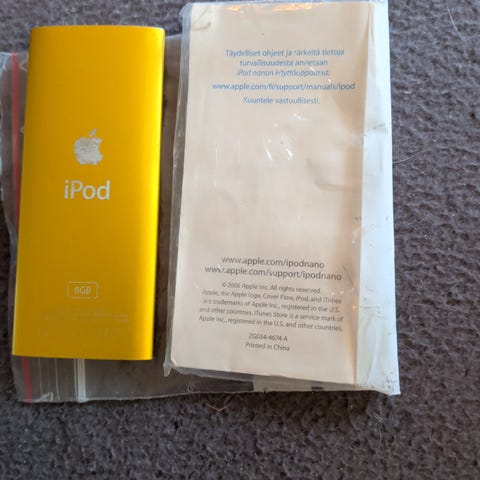 iPod
8GB
Täydelliset ohjeet ja tärkeitä tietoja
turvallisuudesta annetaan
iPod nanon käyttöoppaassa:
www.apple.com/fi/support/manuals/ipod
Kuuntele vastuullisesti.
www.apple.com/ipodnano
www.apple.com/support/ipodnano
Apple Inc. All rights reserved.
Apple, the Apple logo, Cover Flow, iPod, and iTunes
are trademarks of Apple Inc., registered in the U.S.
and other countries. iTunes Store is a service mark of
Apple Inc., registered in the U.S. and other countries.
ZG034-4674-A
Printed in China